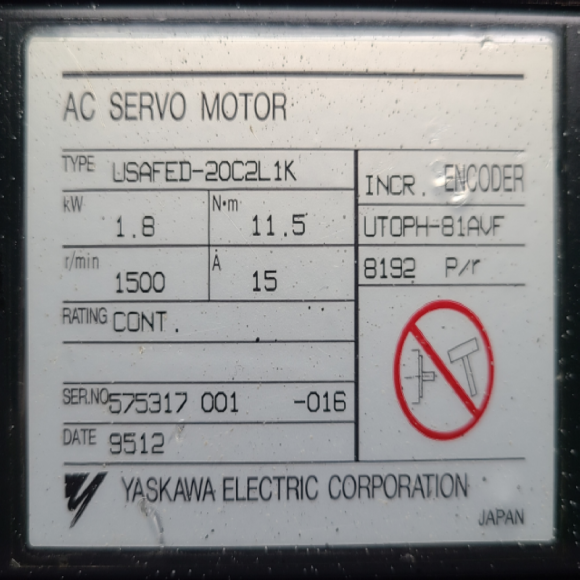 AC SERVO MOTOR
TYPE USAFED-20C2L1K
INCR. ENCODER
kW 1.8 N·m 11.5
UTOPH-81AVF
r/min 1500 A 15
8192 P/r
RATING CONT.
SER.NO 575317 001 -016
DATE 9512
YASKAWA ELECTRIC CORPORATION
JAPAN